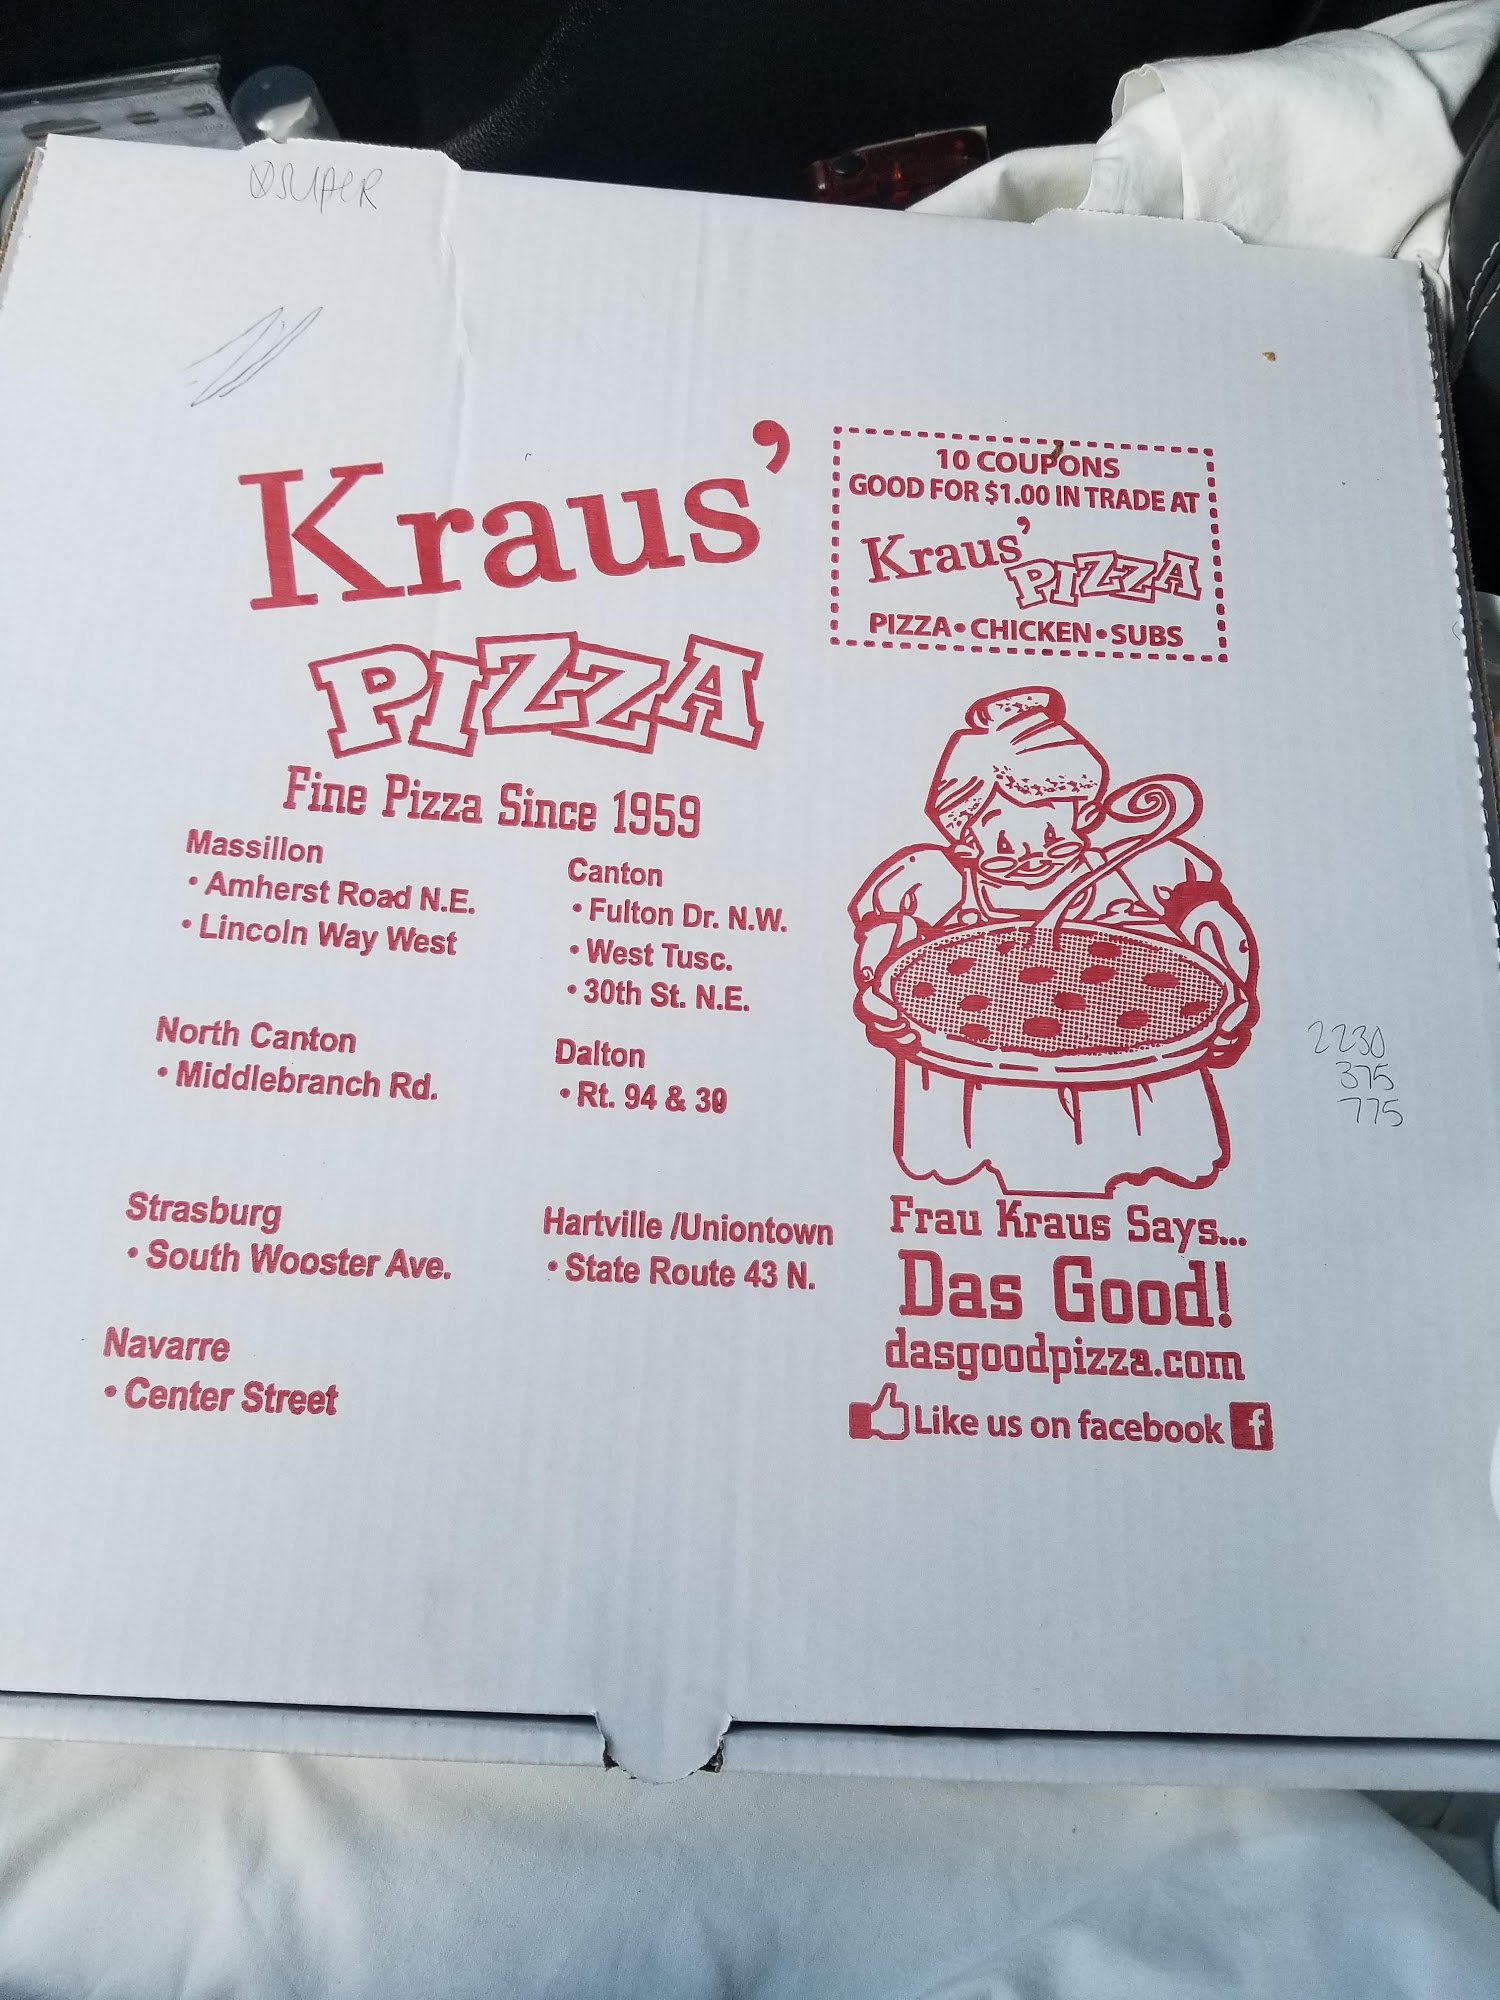 SUPER
Kraus'
PIZZA
Fine Pizza Since 1959
Massillon
• Amherst Road N.E.
• Lincoln Way West
Canton
• Fulton Dr. N.W.
• West Tusc.
• 30th St. N.E.
North Canton
• Middlebranch Rd.
Dalton
• Rt. 94 & 30
Strasburg
• South Wooster Ave.
Hartville /Uniontown
• State Route 43 N.
Navarre
• Center Street
10 COUPONS
GOOD FOR $1.00 IN TRADE AT
Kraus'
PIZZA
PIZZA • CHICKEN • SUBS
2230
375
775
Frau Kraus Says...
Das Good!
dasgoodpizza.com
Like us on facebook f